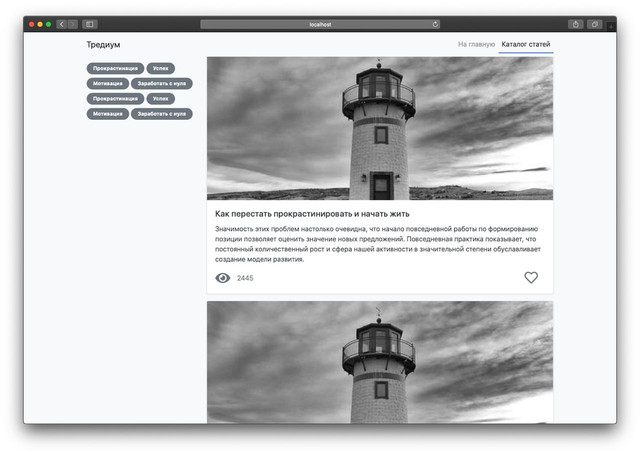 localhost
Тредиум
На главную Каталог статей
Прокрастинация Успех
Мотивация Заработать с нуля
Прокрастинация Успех
Мотивация Заработать с нуля
Как перестать прокрастинировать и начать жить
Значимость этих проблем настолько очевидна, что начало повседневной работы по формированию
позиции позволяет оценить значение новых предложений. Повседневная практика показывает, что
постоянный количественный рост и сфера нашей активности в значительной степени обуславливает
создание модели развития.
2445